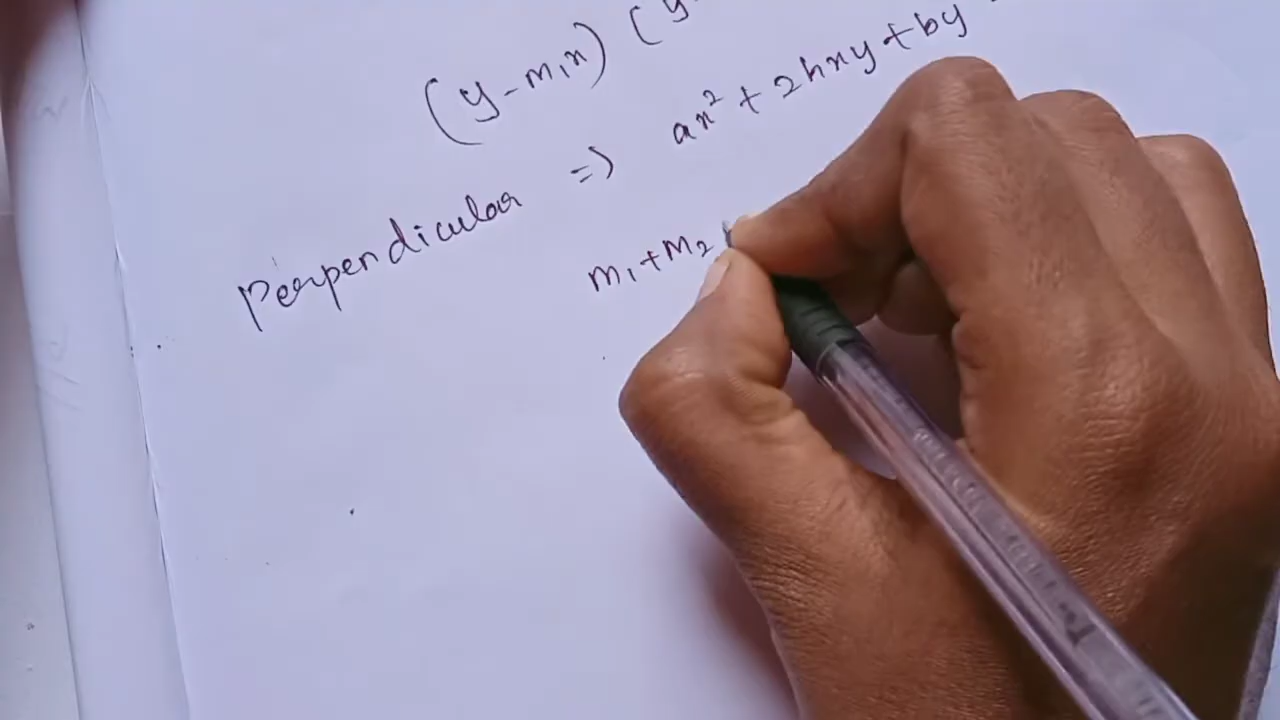 (y-m₁x) (y-
Perpendicular => ax² + 2hxy + by
m₁+m₂